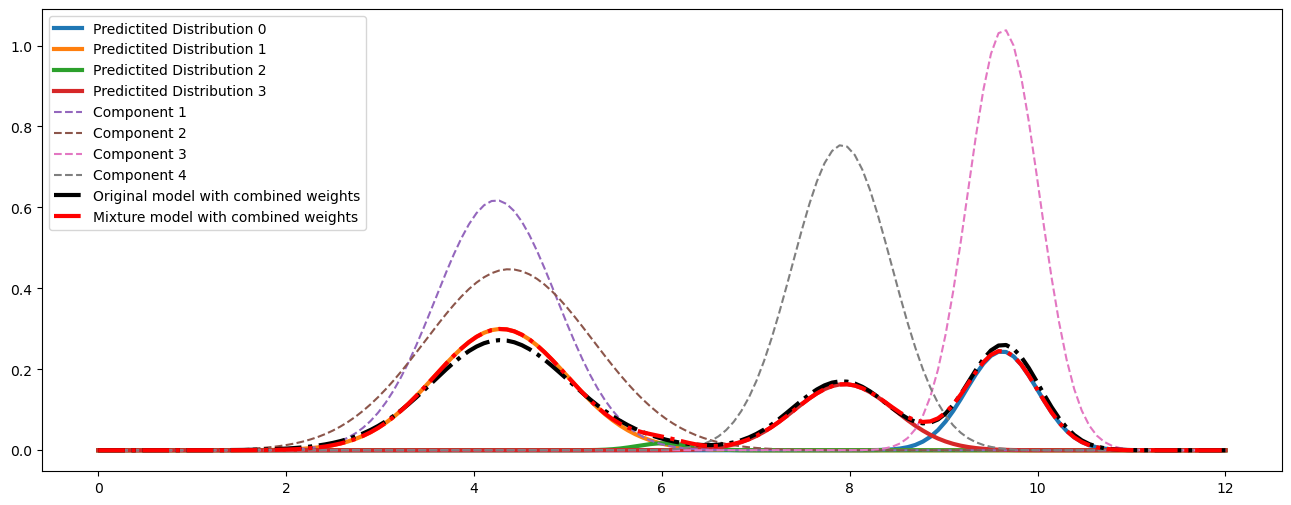 Predictited Distribution 0
Predictited Distribution 1
Predictited Distribution 2
Predictited Distribution 3
Component 1
Component 2
Component 3
Component 4
Original model with combined weights
Mixture model with combined weights
1.0
0.8
0.6
0.4
0.2
0.0
0 2 4 6 8 10 12